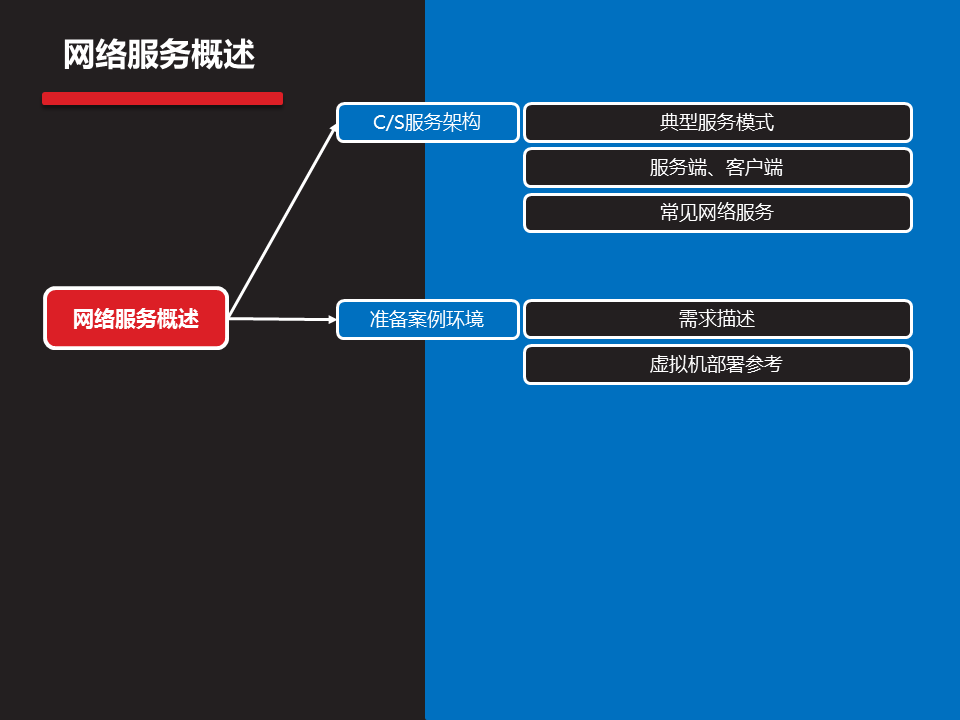 网络服务概述
C/S服务架构
典型服务模式
服务端、客户端
常见网络服务
网络服务概述
准备案例环境
需求描述
虚拟机部署参考